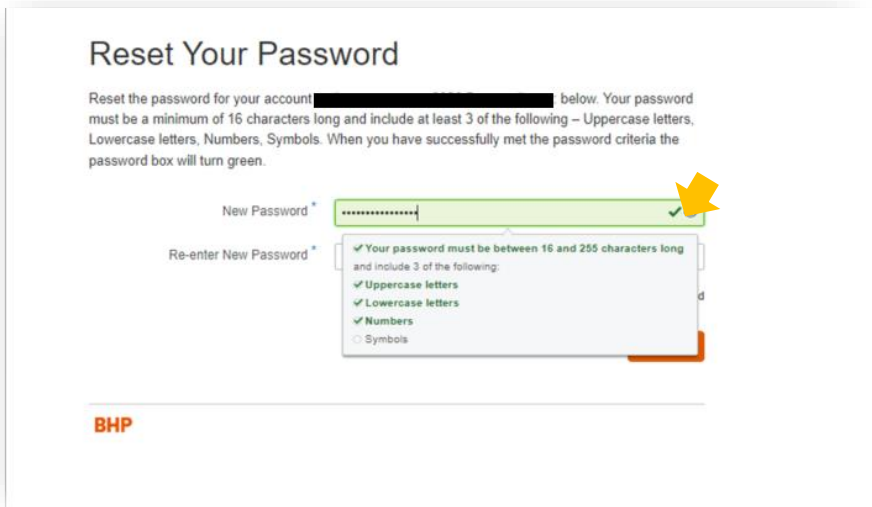 Reset Your Password
Reset the password for your account : below. Your password
must be a minimum of 16 characters long and include at least 3 of the following – Uppercase letters,
Lowercase letters, Numbers, Symbols. When you have successfully met the password criteria the
password box will turn green.
New Password *
Re-enter New Password *
Your password must be between 16 and 255 characters long
and include 3 of the following:
Uppercase letters
Lowercase letters
Numbers
Symbols
d
BHP